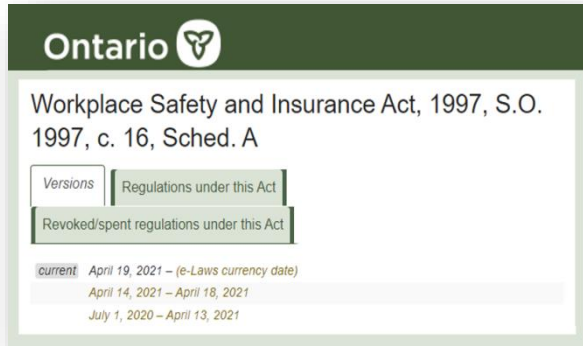 Ontario
Workplace Safety and Insurance Act, 1997, S.O.
1997, c. 16, Sched. A
Versions
Regulations under this Act
Revoked/spent regulations under this Act
current April 19, 2021 – (e-Laws currency date)
April 14, 2021 – April 18, 2021
July 1, 2020 – April 13, 2021